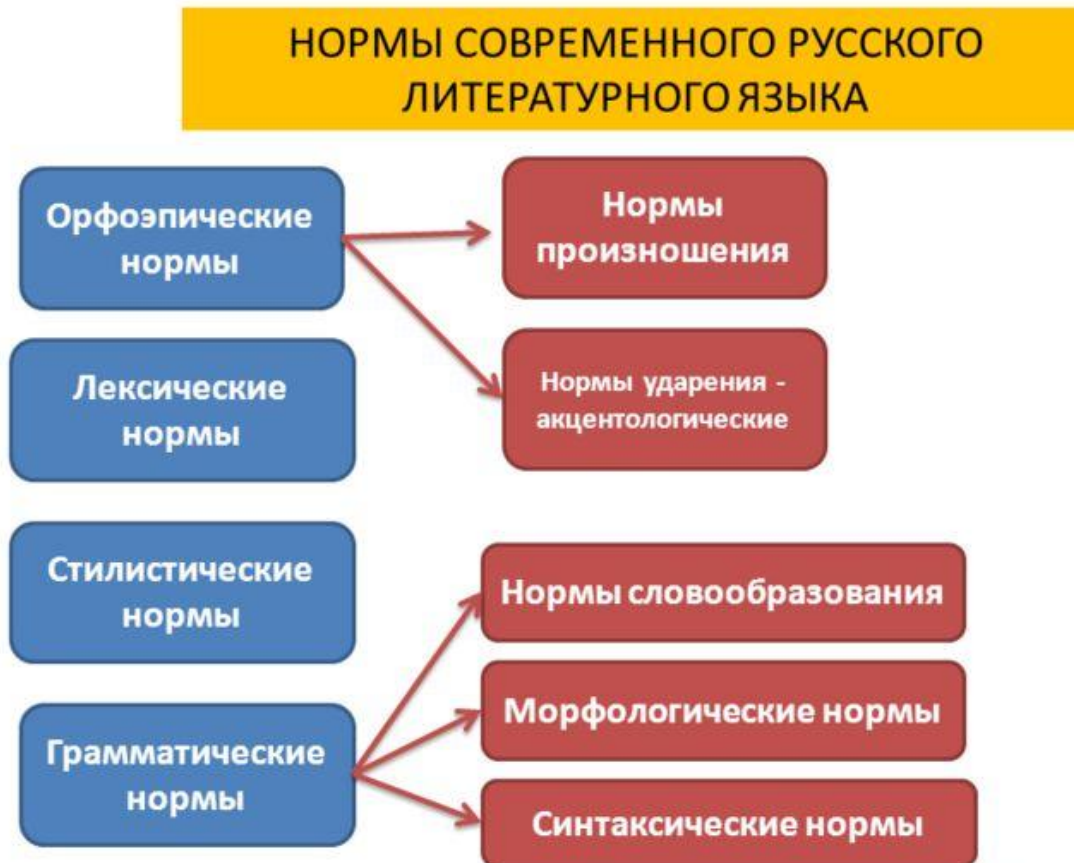 НОРМЫ СОВРЕМЕННОГО РУССКОГО
ЛИТЕРАТУРНОГО ЯЗЫКА
Орфоэпические
нормы
Нормы
произношения
Нормы ударения -
акцентологические
Лексические
нормы
Стилистические
нормы
Грамматические
нормы
Нормы словообразования
Морфологические нормы
Синтаксические нормы